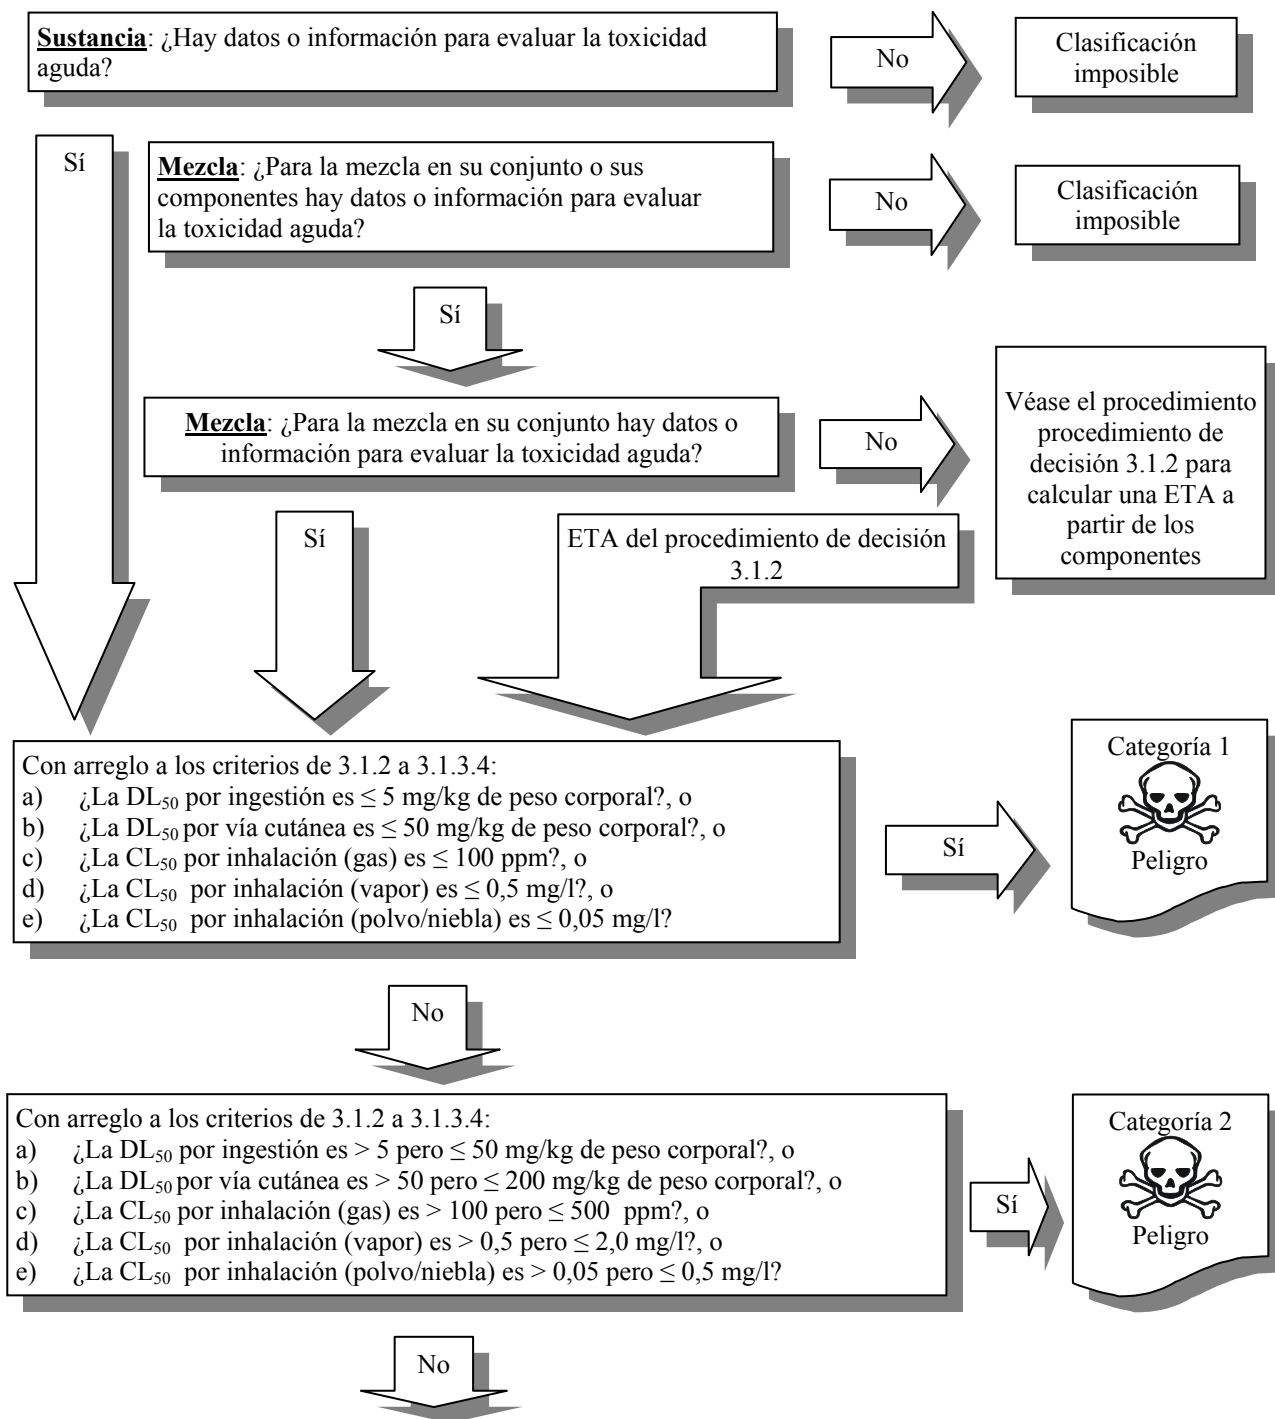 Sustancia: ¿Hay datos o información para evaluar la toxicidad
aguda?
No
Clasificación
imposible
Sí
Mezcla: ¿Para la mezcla en su conjunto o sus
componentes hay datos o información para evaluar
la toxicidad aguda?
No
Clasificación
imposible
Sí
Mezcla: ¿Para la mezcla en su conjunto hay datos o
información para evaluar la toxicidad aguda?
No
Véase el procedimiento
procedimiento de
decisión 3.1.2 para
calcular una ETA a
partir de los
componentes
Sí
ETA del procedimiento de decisión
3.1.2
Con arreglo a los criterios de 3.1.2 a 3.1.3.4:
a) ¿La DL50 por ingestión es ≤ 5 mg/kg de peso corporal?, o
b) ¿La DL50 por vía cutánea es ≤ 50 mg/kg de peso corporal?, o
c) ¿La CL50 por inhalación (gas) es ≤ 100 ppm?, o
d) ¿La CL50 por inhalación (vapor) es ≤ 0,5 mg/l?, o
e) ¿La CL50 por inhalación (polvo/niebla) es ≤ 0,05 mg/l?
Sí
Categoría 1
Peligro
No
Con arreglo a los criterios de 3.1.2 a 3.1.3.4:
a) ¿La DL50 por ingestión es > 5 pero ≤ 50 mg/kg de peso corporal?, o
b) ¿La DL50 por vía cutánea es > 50 pero ≤ 200 mg/kg de peso corporal?, o
c) ¿La CL50 por inhalación (gas) es > 100 pero ≤ 500 ppm?, o
d) ¿La CL50 por inhalación (vapor) es > 0,5 pero ≤ 2,0 mg/l?, o
e) ¿La CL50 por inhalación (polvo/niebla) es > 0,05 pero ≤ 0,5 mg/l?
Sí
Categoría 2
Peligro
No